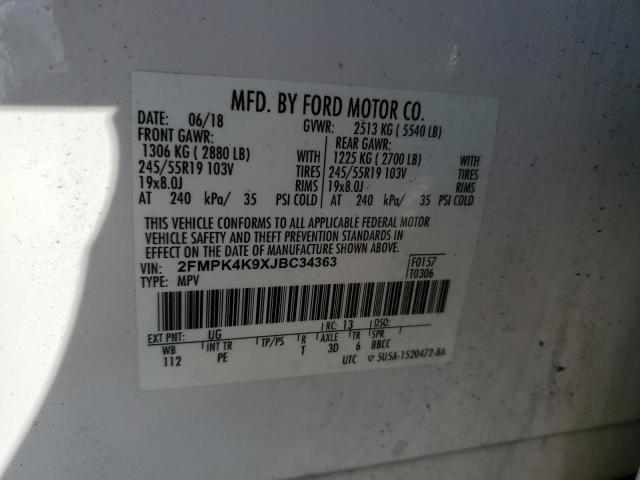 MFD. BY FORD MOTOR CO.
DATE: 06/18 GVWR: 2513 KG ( 5540 LB)
FRONT GAWR: REAR GAWR:
1306 KG ( 2880 LB) WITH 1225 KG ( 2700 LB) WITH
245/55R19 103V TIRES 245/55R19 103V TIRES
19x8.0J RIMS 19x8.0J RIMS
AT 240 kPa/ 35 PSI COLD AT 240 kPa/ 35 PSI COLD
THIS VEHICLE CONFORMS TO ALL APPLICABLE FEDERAL MOTOR
VEHICLE SAFETY AND THEFT PREVENTION STANDARDS IN
EFFECT ON THE DATE OF MANUFACTURE SHOWN ABOVE.
VIN: 2FMPK4K9XJBC34363 F0157
TYPE: MPV T0306
EXT PNT: UG RC: 13 DSO:
WB INT TR TP/PS R AXLE TR SPR
112 PE T 3D 6 BBCC
UTC ▽ 5U5A-1520472-BA